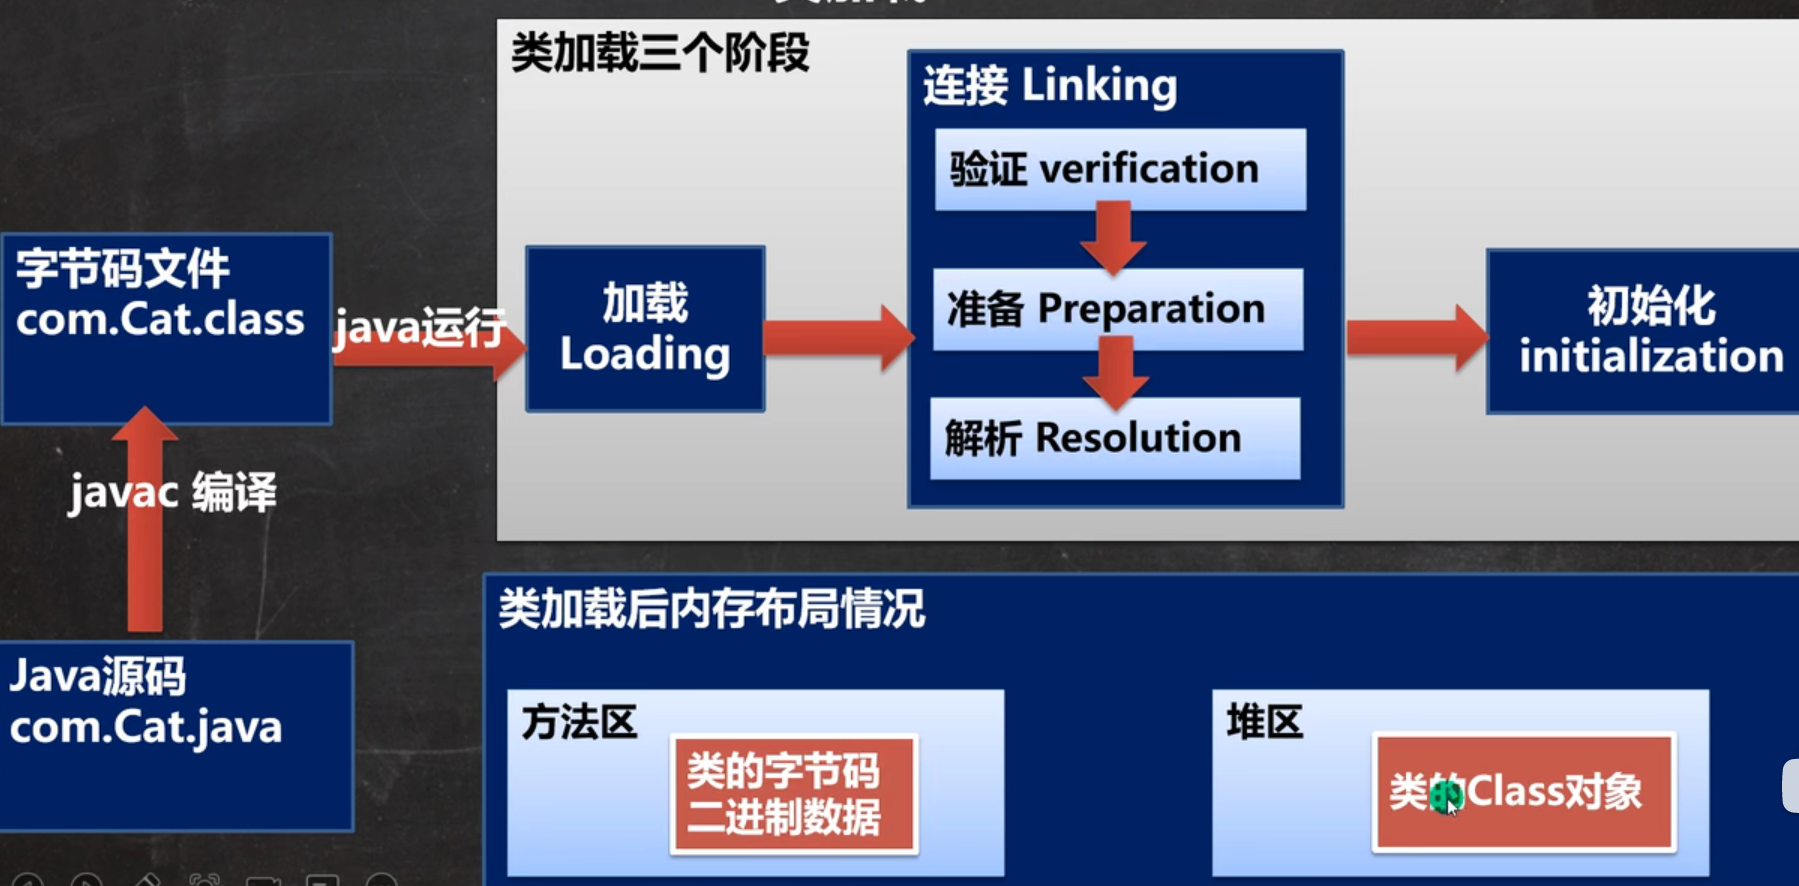 类加载三个阶段
连接 Linking
验证 verification
准备 Preparation
解析 Resolution
字节码文件
com.Cat.class
java运行
加载
Loading
初始化
initialization
javac 编译
Java源码
com.Cat.java
类加载后内存布局情况
方法区
类的字节码
二进制数据
堆区
类的Class对象